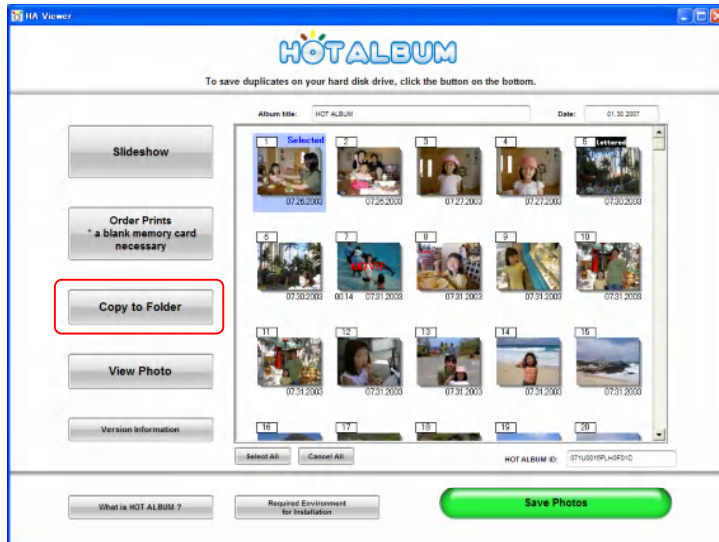 HA Viewer
HOT ALBUM
To save duplicates on your hard disk drive, click the button on the bottom.
Album title:
HOT ALBUM
Date:
01.30.2007
Slideshow
Order Prints
* a blank memory card
necessary
Copy to Folder
View Photo
Version Information
1
Selected
2
3
4
5
Lettered
07.26.2003
07.26.2003
07.27.2003
07.27.2003
07.30.2003
6
7
8
9
10
07.30.2003
00:14
07.31.2003
07.31.2003
07.31.2003
07.31.2003
11
12
13
14
15
07.31.2003
07.31.2003
07.31.2003
07.31.2003
07.31.2003
16
17
18
19
20
Select All
Cancel All
HOT ALBUM ID:
What is HOT ALBUM ?
Required Environment
for Installation
Save Photos